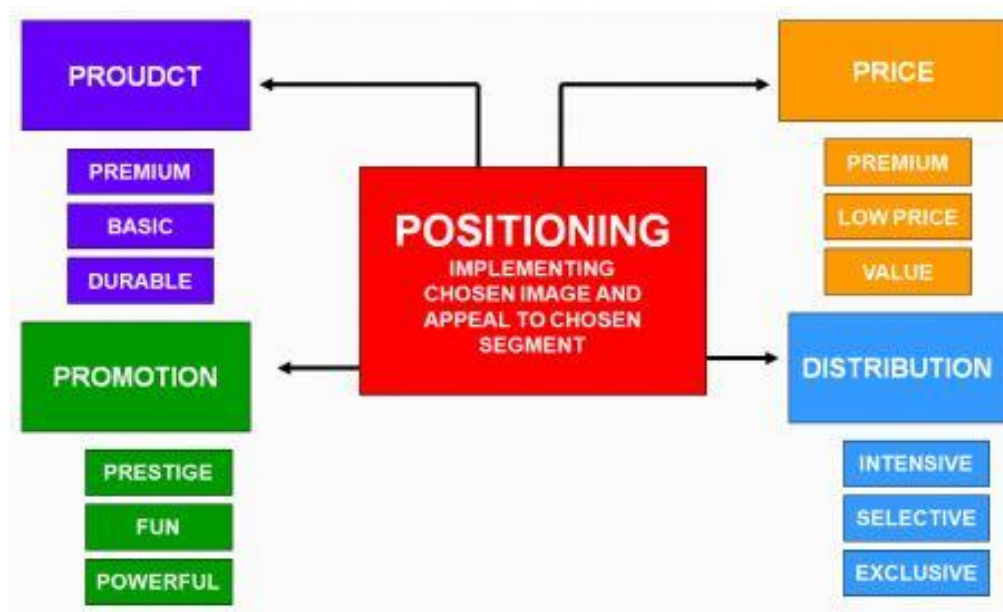 PROUDCT
PREMIUM
BASIC
DURABLE
PROMOTION
PRESTIGE
FUN
POWERFUL
POSITIONING
IMPLEMENTING
CHOSEN IMAGE AND
APPEAL TO CHOSEN
SEGMENT
PRICE
PREMIUM
LOW PRICE
VALUE
DISTRIBUTION
INTENSIVE
SELECTIVE
EXCLUSIVE